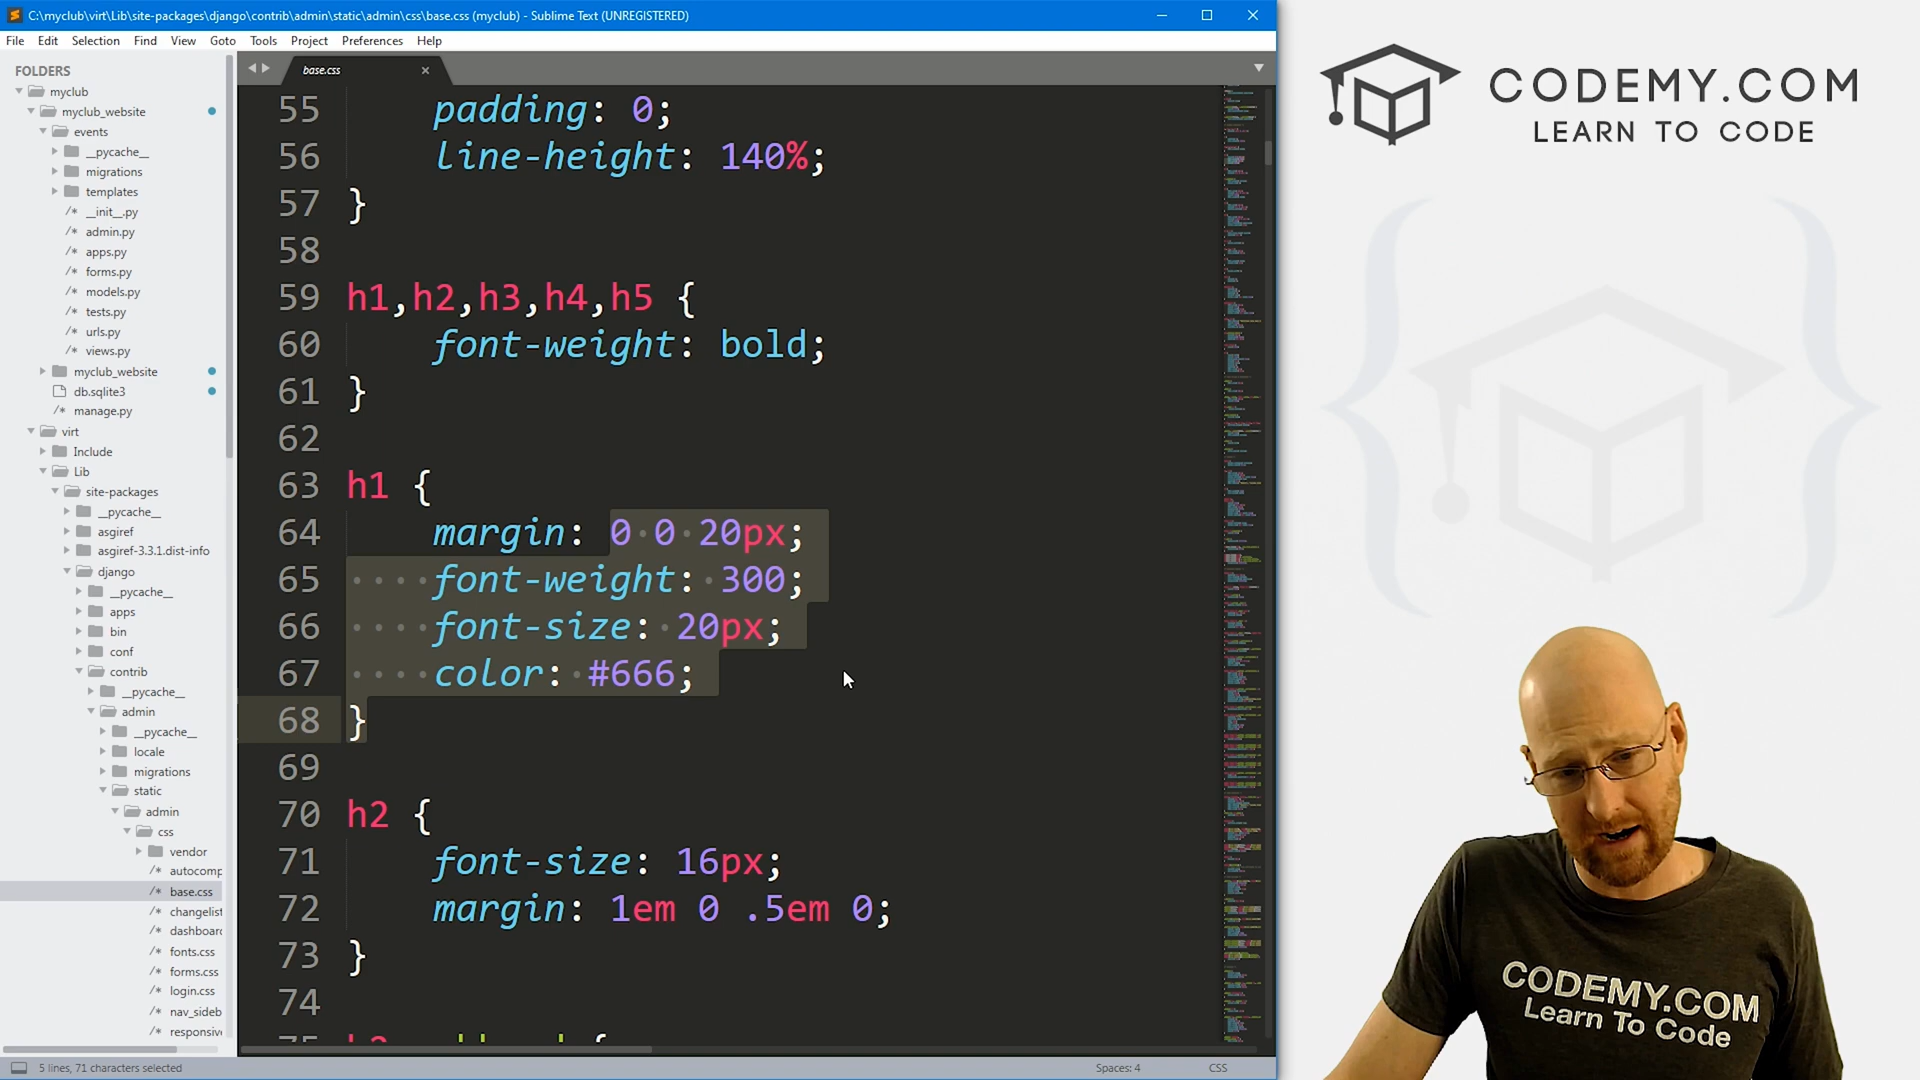 C:\myclub\virt\Lib\site-packages\django\contrib\admin\static\admin\css\base.css (myclub) - Sublime Text (UNREGISTERED)
File Edit Selection Find View Goto Tools Project Preferences Help
FOLDERS
myclub
myclub_website
events
__pycache__
migrations
templates
__init__.py
admin.py
apps.py
forms.py
models.py
tests.py
urls.py
views.py
myclub_website
db.sqlite3
manage.py
virt
Include
Lib
site-packages
__pycache__
asgiref
asgiref-3.3.1.dist-info
django
__pycache__
apps
bin
conf
contrib
__pycache__
admin
__pycache__
locale
migrations
static
admin
css
vendor
autocomp
base.css
changelist
dashboard
fonts.css
forms.css
login.css
nav_sideb
responsive
base.css
55 padding: 0;
56 line-height: 140%;
57 }
58
59 h1,h2,h3,h4,h5 {
60 font-weight: bold;
61 }
62
63 h1 {
64 margin: 0 0 20px;
65 font-weight: 300;
66 font-size: 20px;
67 color: #666;
68 }
69
70 h2 {
71 font-size: 16px;
72 margin: 1em 0 .5em 0;
73 }
74
5 lines, 71 characters selected
Spaces: 4
CSS
CODEMY.COM
LEARN TO CODE
CODEMY.COM
Learn To Code